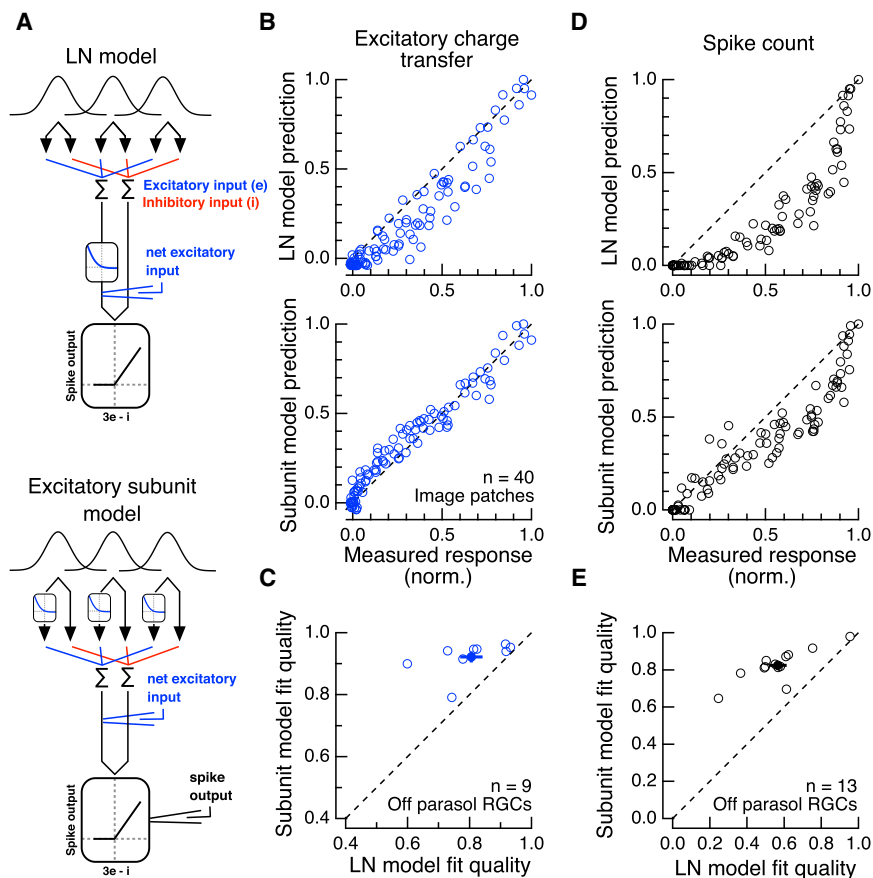 A
LN model
Σ Σ
Excitatory input (e)
Inhibitory input (i)
net excitatory
input
Spike output
3e - i
Excitatory subunit
model
Σ Σ
net excitatory
input
spike
output
Spike output
3e - i
B
Excitatory charge
transfer
LN model prediction
1.0
0.5
0.0
0.0 0.5 1.0
Subunit model prediction
1.0
0.5
0.0
n = 40
Image patches
0.0 0.5 1.0
Measured response
(norm.)
C
Subunit model fit quality
1.0
0.8
0.6
0.4
n = 9
Off parasol RGCs
0.4 0.6 0.8 1.0
LN model fit quality
D
Spike count
LN model prediction
1.0
0.5
0.0
0.0 0.5 1.0
Subunit model prediction
1.0
0.5
0.0
0.0 0.5 1.0
Measured response
(norm.)
E
Subunit model fit quality
1.0
0.8
0.6
0.4
0.2
0.0
n = 13
Off parasol RGCs
0.0 0.2 0.4 0.6 0.8 1.0
LN model fit quality